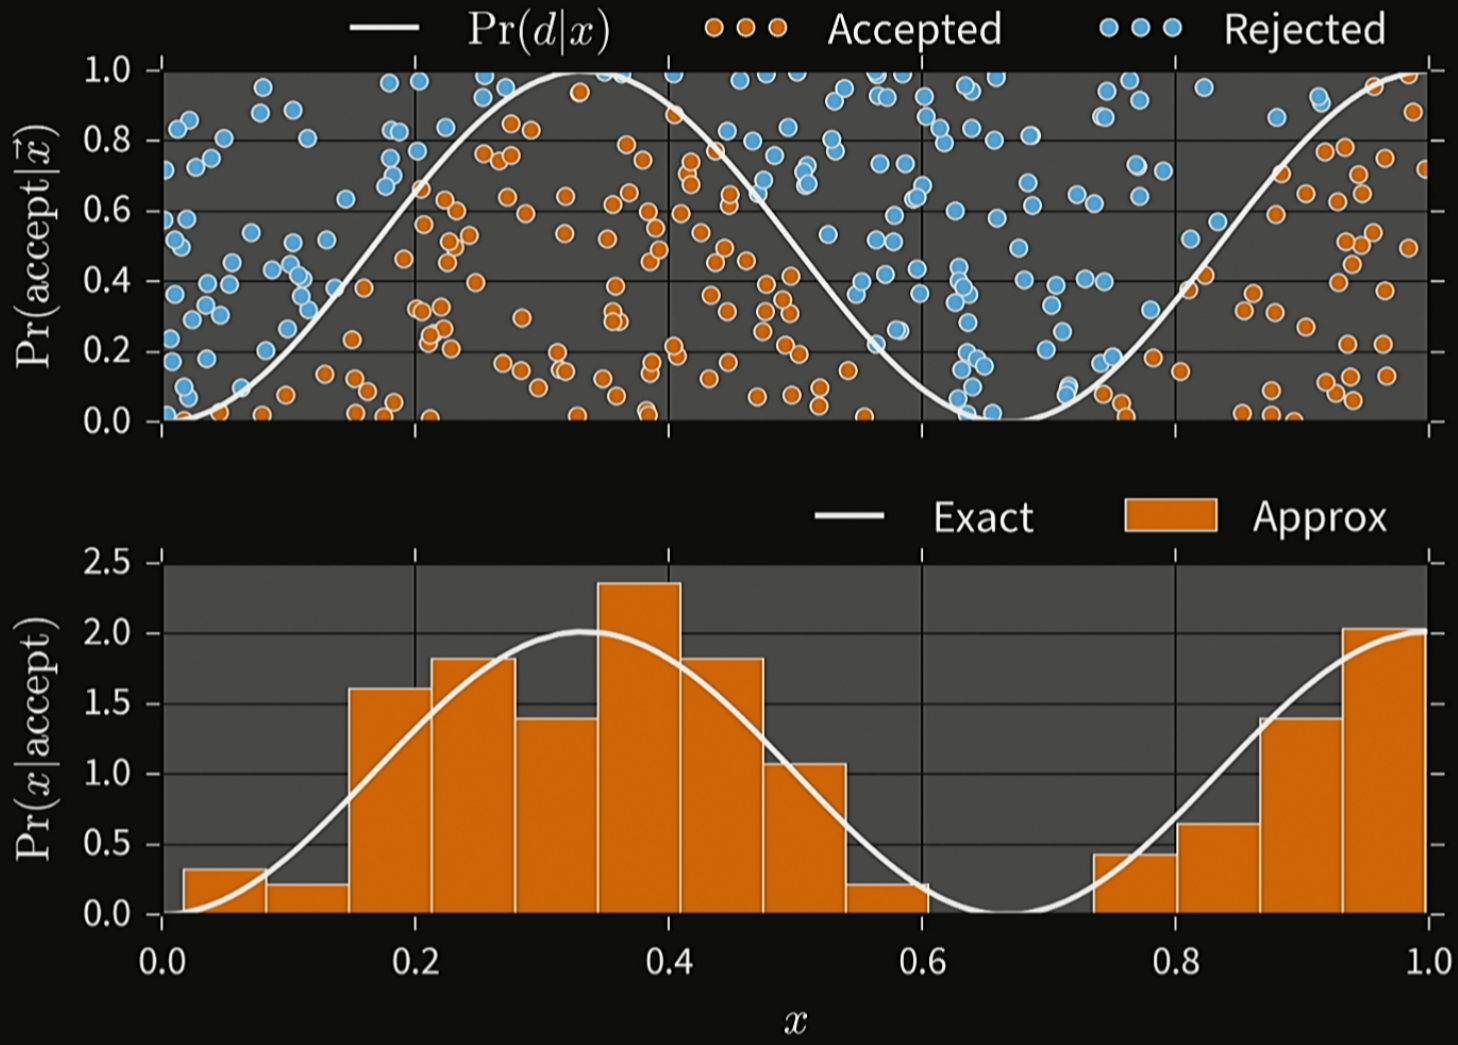 Pr(d|x) Accepted Rejected
1.0
0.8
0.6
0.4
0.2
0.0
Pr(accept|x⃗)
Exact Approx
2.5
2.0
1.5
1.0
0.5
0.0
Pr(x|accept)
0.0 0.2 0.4 0.6 0.8 1.0
x